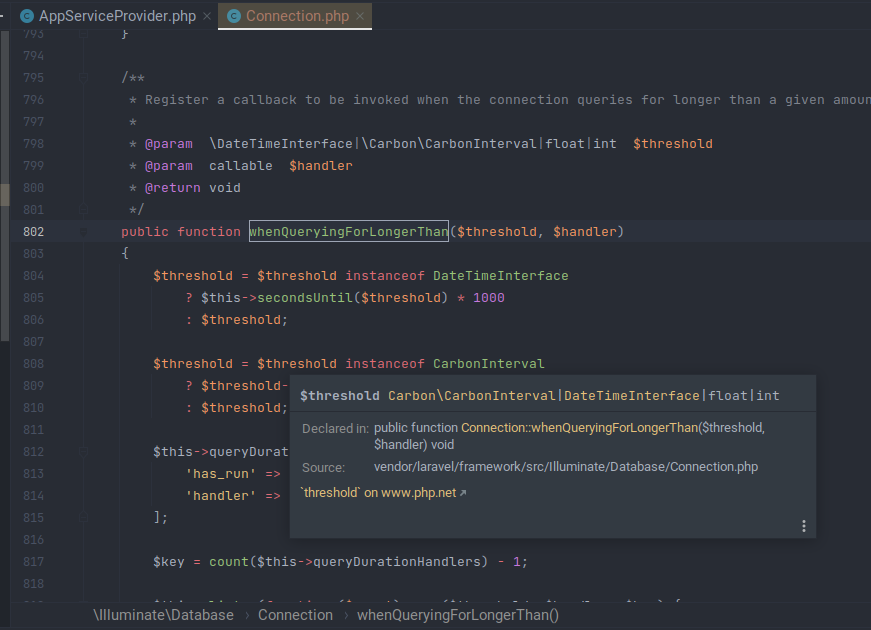 AppServiceProvider.php
Connection.php
793 }
794
795 /**
796 * Register a callback to be invoked when the connection queries for longer than a given amoun
797 *
798 * @param \DateTimeInterface|\Carbon\CarbonInterval|float|int $threshold
799 * @param callable $handler
800 * @return void
801 */
802 public function whenQueryingForLongerThan($threshold, $handler)
803 {
804 $threshold = $threshold instanceof DateTimeInterface
805 ? $this->secondsUntil($threshold) * 1000
806 : $threshold;
807
808 $threshold = $threshold instanceof CarbonInterval
809 ? $threshold-
810 : $threshold;
811
812 $this->queryDurat
813 'has_run' =>
814 'handler' =>
815 ];
816
817 $key = count($this->queryDurationHandlers) - 1;
818
$threshold Carbon\CarbonInterval|DateTimeInterface|float|int
Declared in: public function Connection::whenQueryingForLongerThan($threshold,
$handler) void
Source: vendor/laravel/framework/src/Illuminate/Database/Connection.php
`threshold` on www.php.net
\Illuminate\Database › Connection › whenQueryingForLongerThan()